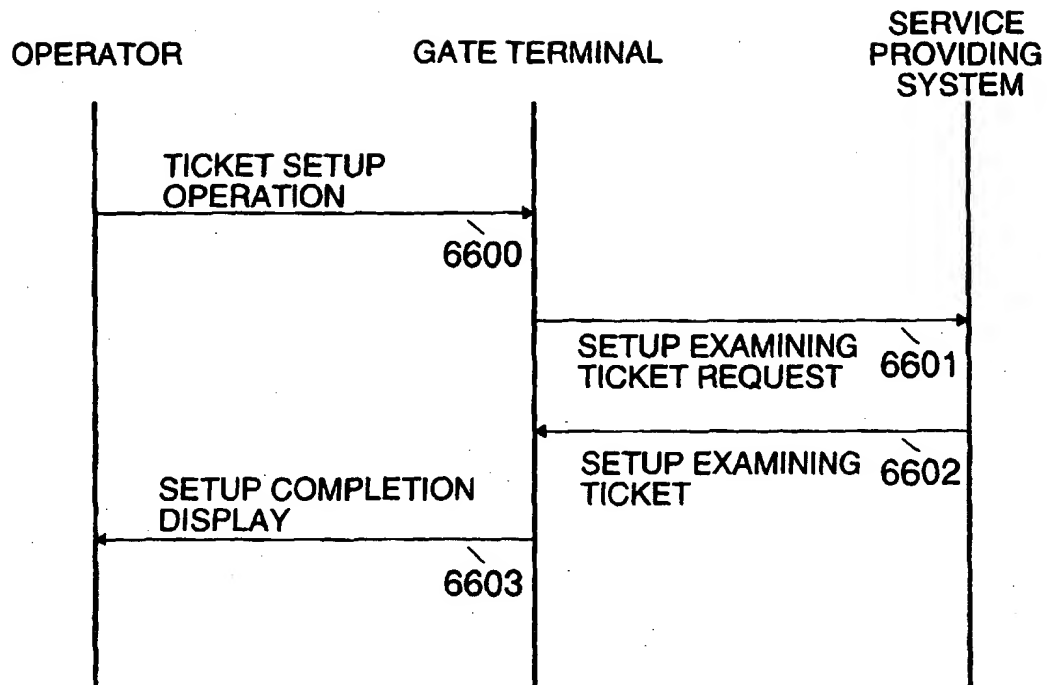 OPERATOR
GATE TERMINAL
SERVICE
PROVIDING
SYSTEM
TICKET SETUP
OPERATION
6600
SETUP EXAMINING
TICKET REQUEST
6601
SETUP EXAMINING
TICKET
6602
SETUP COMPLETION
DISPLAY
6603